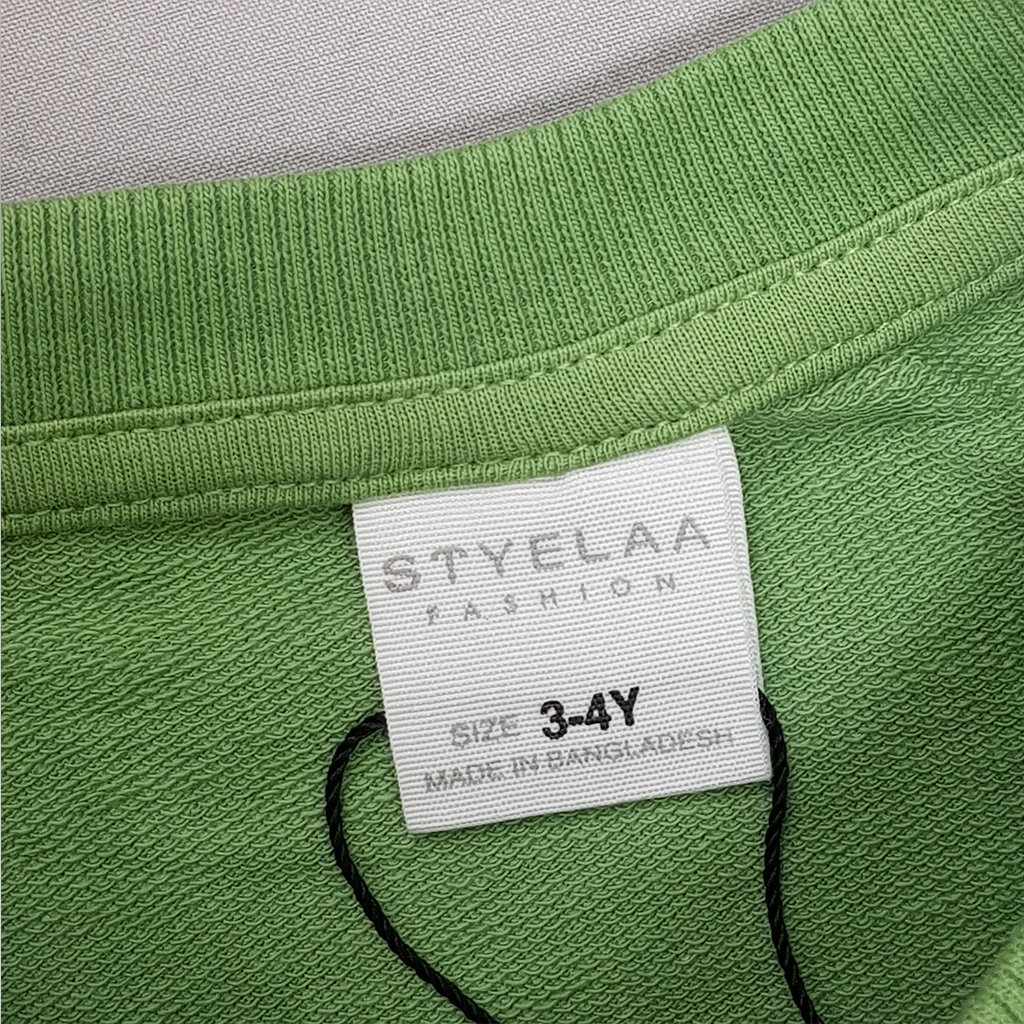 STYELAA
FASHION
SIZE 3-4Y
MADE IN BANGLADESH